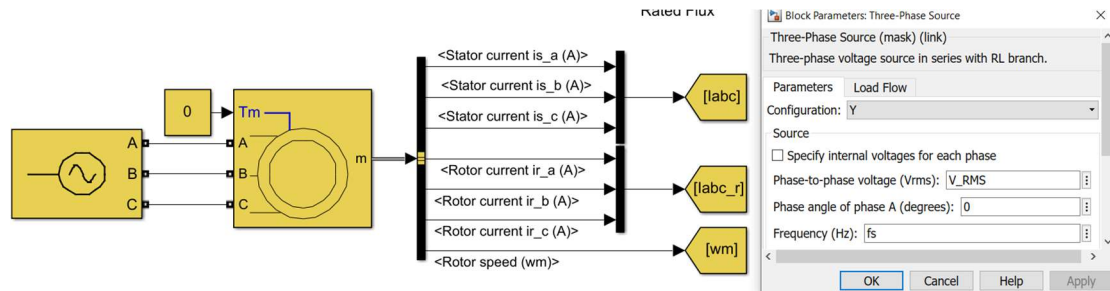 Rated Flux
<Stator current is_a (A)>
<Stator current is_b (A)>
<Stator current is_c (A)>
[Iabc]
0
Tm
A
B
C
A
B
C
m
<Rotor current ir_a (A)>
<Rotor current ir_b (A)>
<Rotor current ir_c (A)>
<Rotor speed (wm)>
[Iabc_r]
[wm]
Block Parameters: Three-Phase Source
Three-Phase Source (mask) (link)
Three-phase voltage source in series with RL branch.
Parameters Load Flow
Configuration: Y
Source
Specify internal voltages for each phase
Phase-to-phase voltage (Vrms): V_RMS
Phase angle of phase A (degrees): 0
Frequency (Hz): fs
OK Cancel Help Apply